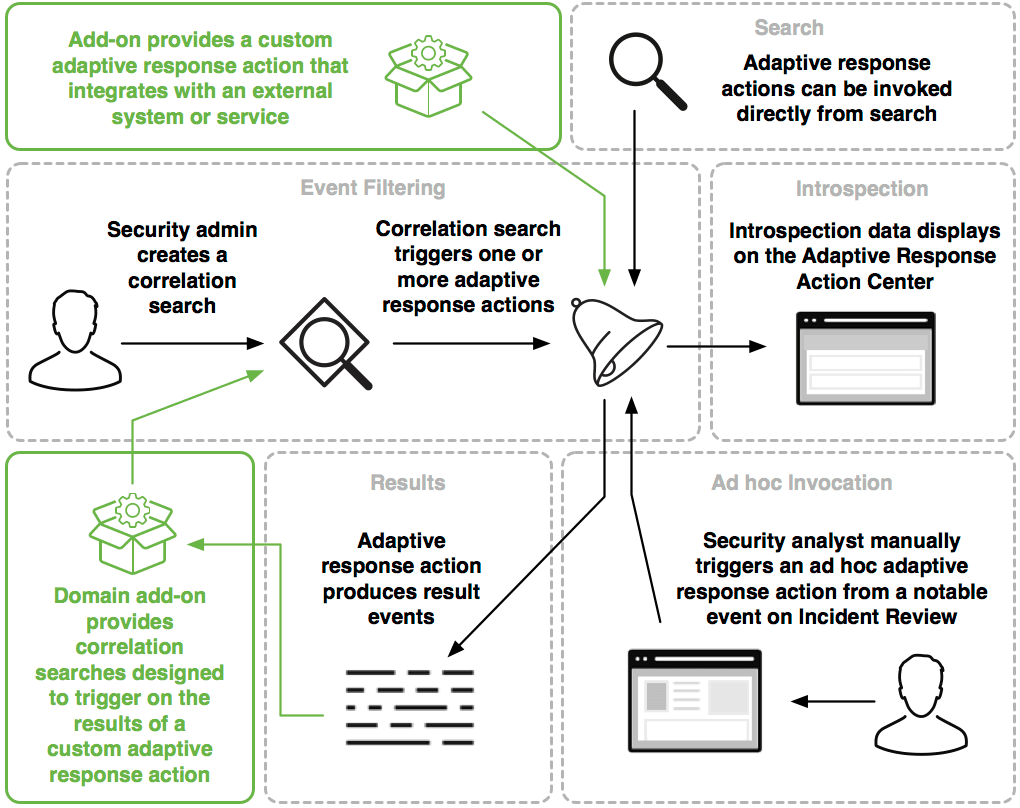 Add-on provides a custom
adaptive response action that
integrates with an external
system or service
Search
Adaptive response
actions can be invoked
directly from search
Event Filtering
Security admin
creates a
correlation
search
Correlation search
triggers one or
more adaptive
response actions
Introspection
Introspection data displays
on the Adaptive Response
Action Center
Domain add-on
provides
correlation
searches designed
to trigger on the
results of a
custom adaptive
response action
Results
Adaptive
response action
produces result
events
Ad hoc Invocation
Security analyst manually
triggers an ad hoc adaptive
response action from a notable
event on Incident Review